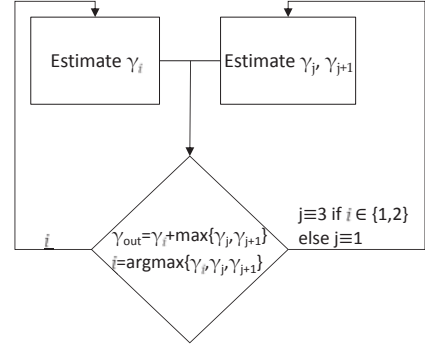 Estimate γᵢ
Estimate γⱼ, γⱼ₊₁
γₒᵤₜ=γᵢ+max{γⱼ,γⱼ₊₁}
i=argmax{γᵢ,γⱼ,γⱼ₊₁}
i
j≡3 if i ∈ {1,2}
else j≡1